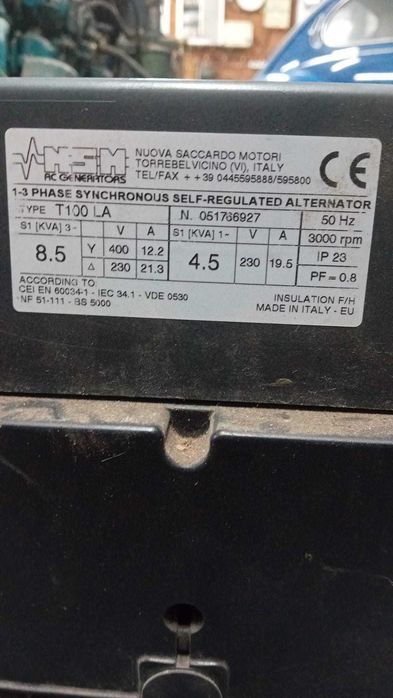 NSM
AC GENERATORS
NUOVA SACCARDO MOTORI
TORREBELVICINO (VI), ITALY
TEL/FAX ++39 0445595888/595800
CE
1-3 PHASE SYNCHRONOUS SELF-REGULATED ALTERNATOR
TYPE T100 LA N. 051786927 50 Hz
S1 [KVA] 3~ V A S1 [KVA] 1~ V A 3000 rpm
8.5 Y 400 12.2 4.5 230 19.5 IP 23
Δ 230 21.3 PF = 0.8
ACCORDING TO
CEI EN 60034-1 - IEC 34.1 - VDE 0530 INSULATION F/H
NF 51-111 - BS 5000 MADE IN ITALY - EU